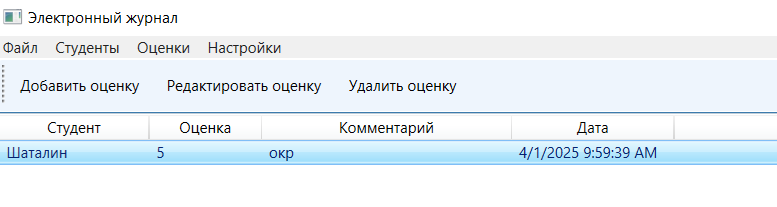 Электронный журнал
Файл Студенты Оценки Настройки
Добавить оценку Редактировать оценку Удалить оценку
Студент Оценка Комментарий Дата
Шаталин 5 окр 4/1/2025 9:59:39 AM